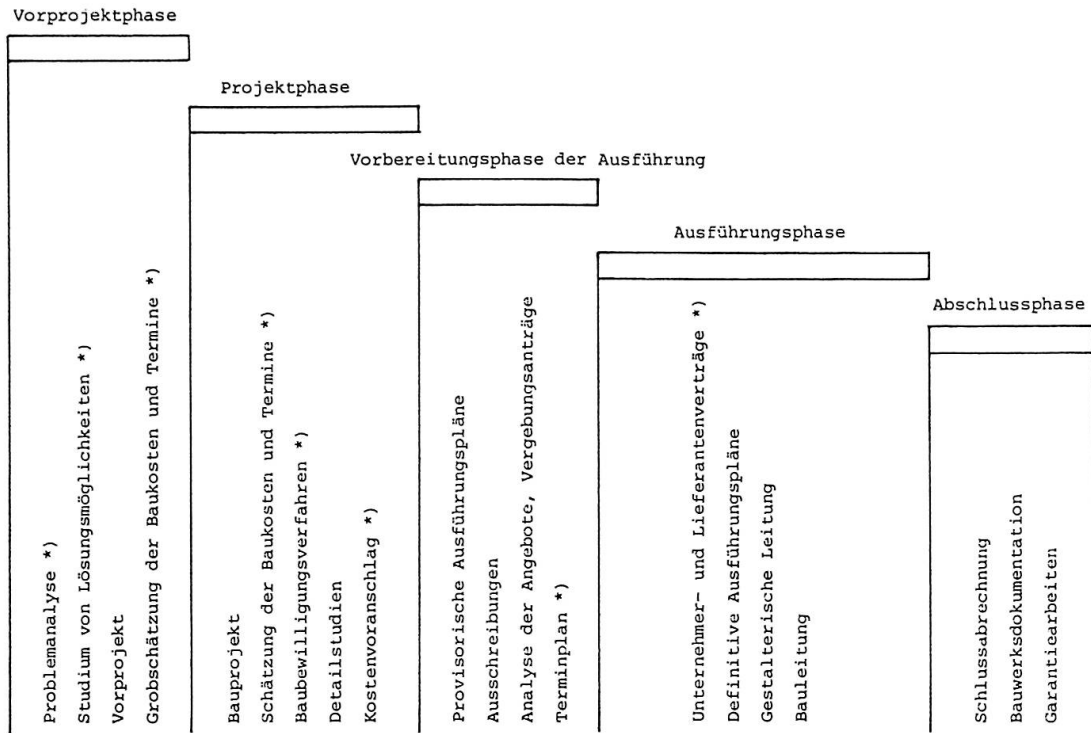 Vorprojektphase
Problemanalyse *)
Studium von Lösungsmöglichkeiten *)
Vorprojekt
Grobschätzung der Baukosten und Termine *)
Projektphase
Bauprojekt
Schätzung der Baukosten und Termine *)
Baubewilligungsverfahren *)
Detailstudien
Kostenvoranschlag *)
Vorbereitungsphase der Ausführung
Provisorische Ausführungspläne
Ausschreibungen
Analyse der Angebote, Vergebungsanträge
Terminplan *)
Ausführungsphase
Unternehmer- und Lieferantenverträge *)
Definitive Ausführungspläne
Gestalterische Leitung
Bauleitung
Abschlussphase
Schlussabrechnung
Bauwerksdokumentation
Garantiearbeiten